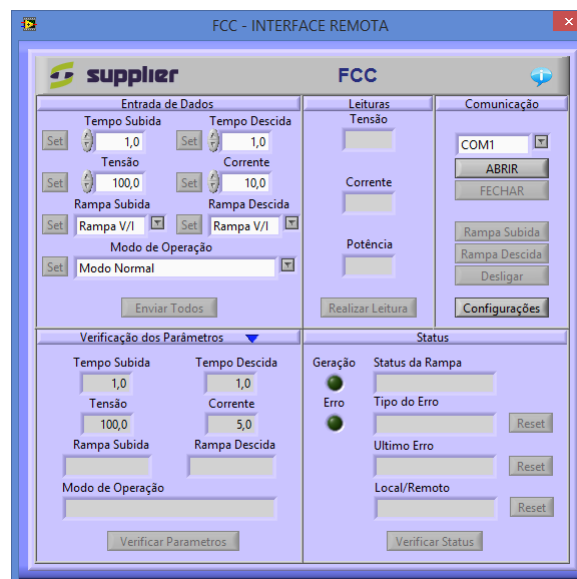 FCC - INTERFACE REMOTA
supplier FCC
Entrada de Dados
Tempo Subida Tempo Descida
Set 1,0 Set 1,0
Tensão Corrente
Set 100,0 Set 10,0
Rampa Subida Rampa Descida
Set Rampa V/I Set Rampa V/I
Modo de Operação
Set Modo Normal
Enviar Todos
Leituras
Tensão
Corrente
Potência
Realizar Leitura
Comunicação
COM1
ABRIR
FECHAR
Rampa Subida
Rampa Descida
Desligar
Configurações
Verificação dos Parâmetros
Tempo Subida Tempo Descida
1,0 1,0
Tensão Corrente
100,0 5,0
Rampa Subida Rampa Descida
Modo de Operação
Verificar Parametros
Status
Geração Status da Rampa
Erro Tipo do Erro
Reset
Ultimo Erro
Reset
Local/Remoto
Reset
Verificar Status